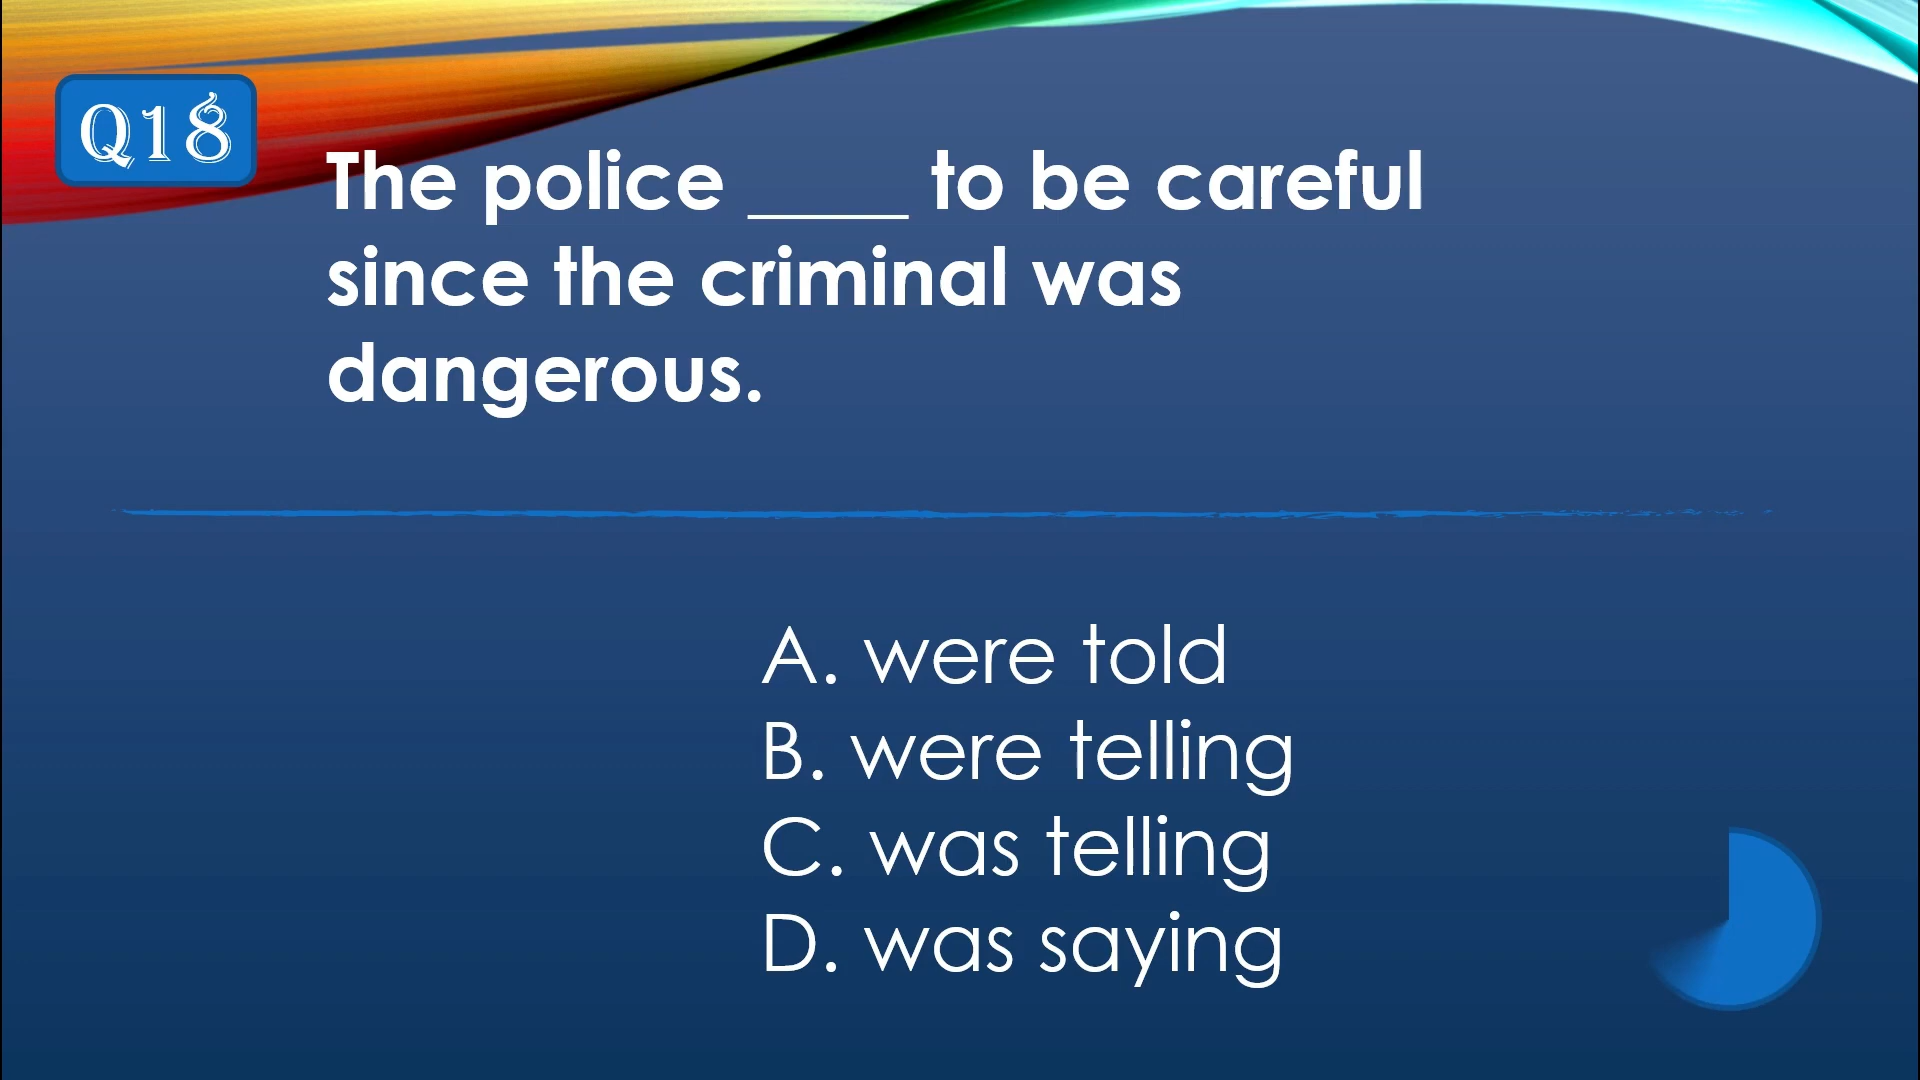 Q18
The police ____ to be careful
since the criminal was
dangerous.
A. were told
B. were telling
C. was telling
D. was saying